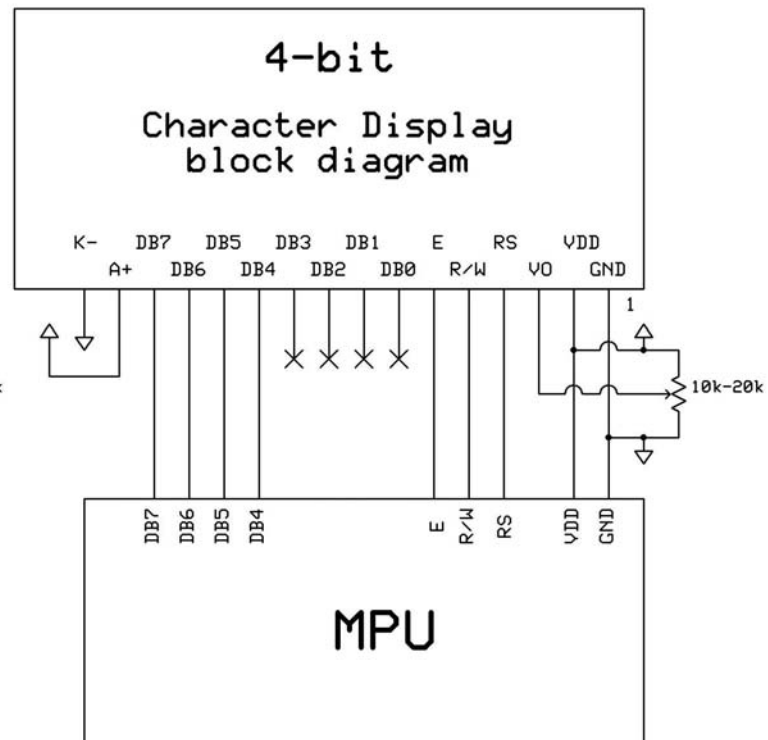 4-bit
Character Display
block diagram
K- DB7 DB5 DB3 DB1 E RS VDD
A+ DB6 DB4 DB2 DB0 R/W VO GND
1
10k-20k
DB7 DB6 DB5 DB4 E R/W RS VDD GND
MPU